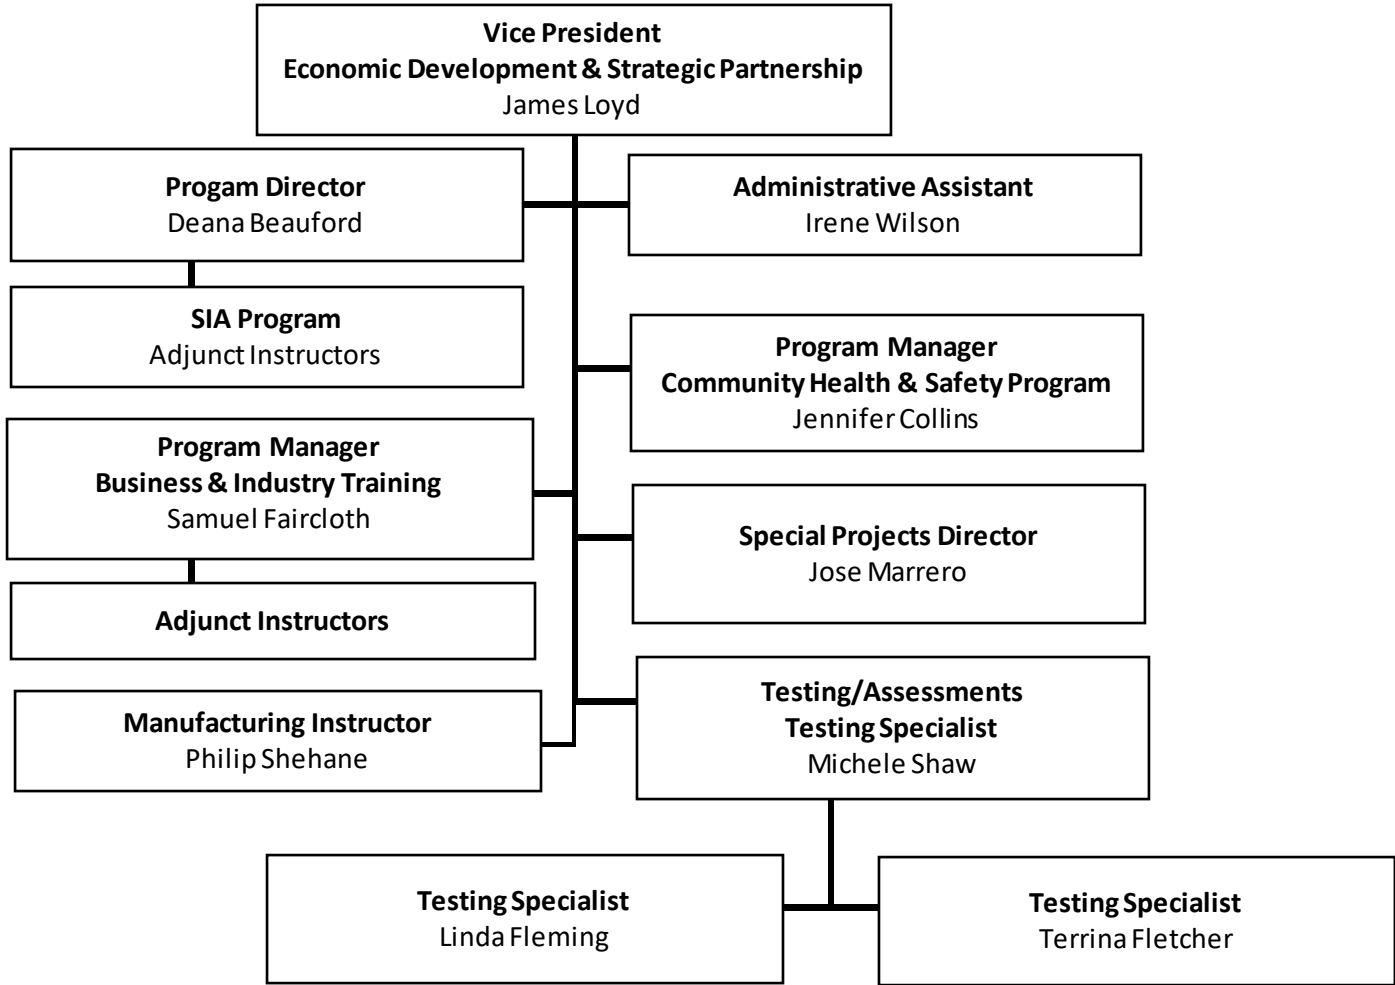 Vice President
Economic Development & Strategic Partnership
James Loyd
Progam Director
Deana Beauford
Administrative Assistant
Irene Wilson
SIA Program
Adjunct Instructors
Program Manager
Community Health & Safety Program
Jennifer Collins
Program Manager
Business & Industry Training
Samuel Faircloth
Special Projects Director
Jose Marrero
Adjunct Instructors
Testing/Assessments
Testing Specialist
Michele Shaw
Manufacturing Instructor
Philip Shehane
Testing Specialist
Linda Fleming
Testing Specialist
Terrina Fletcher